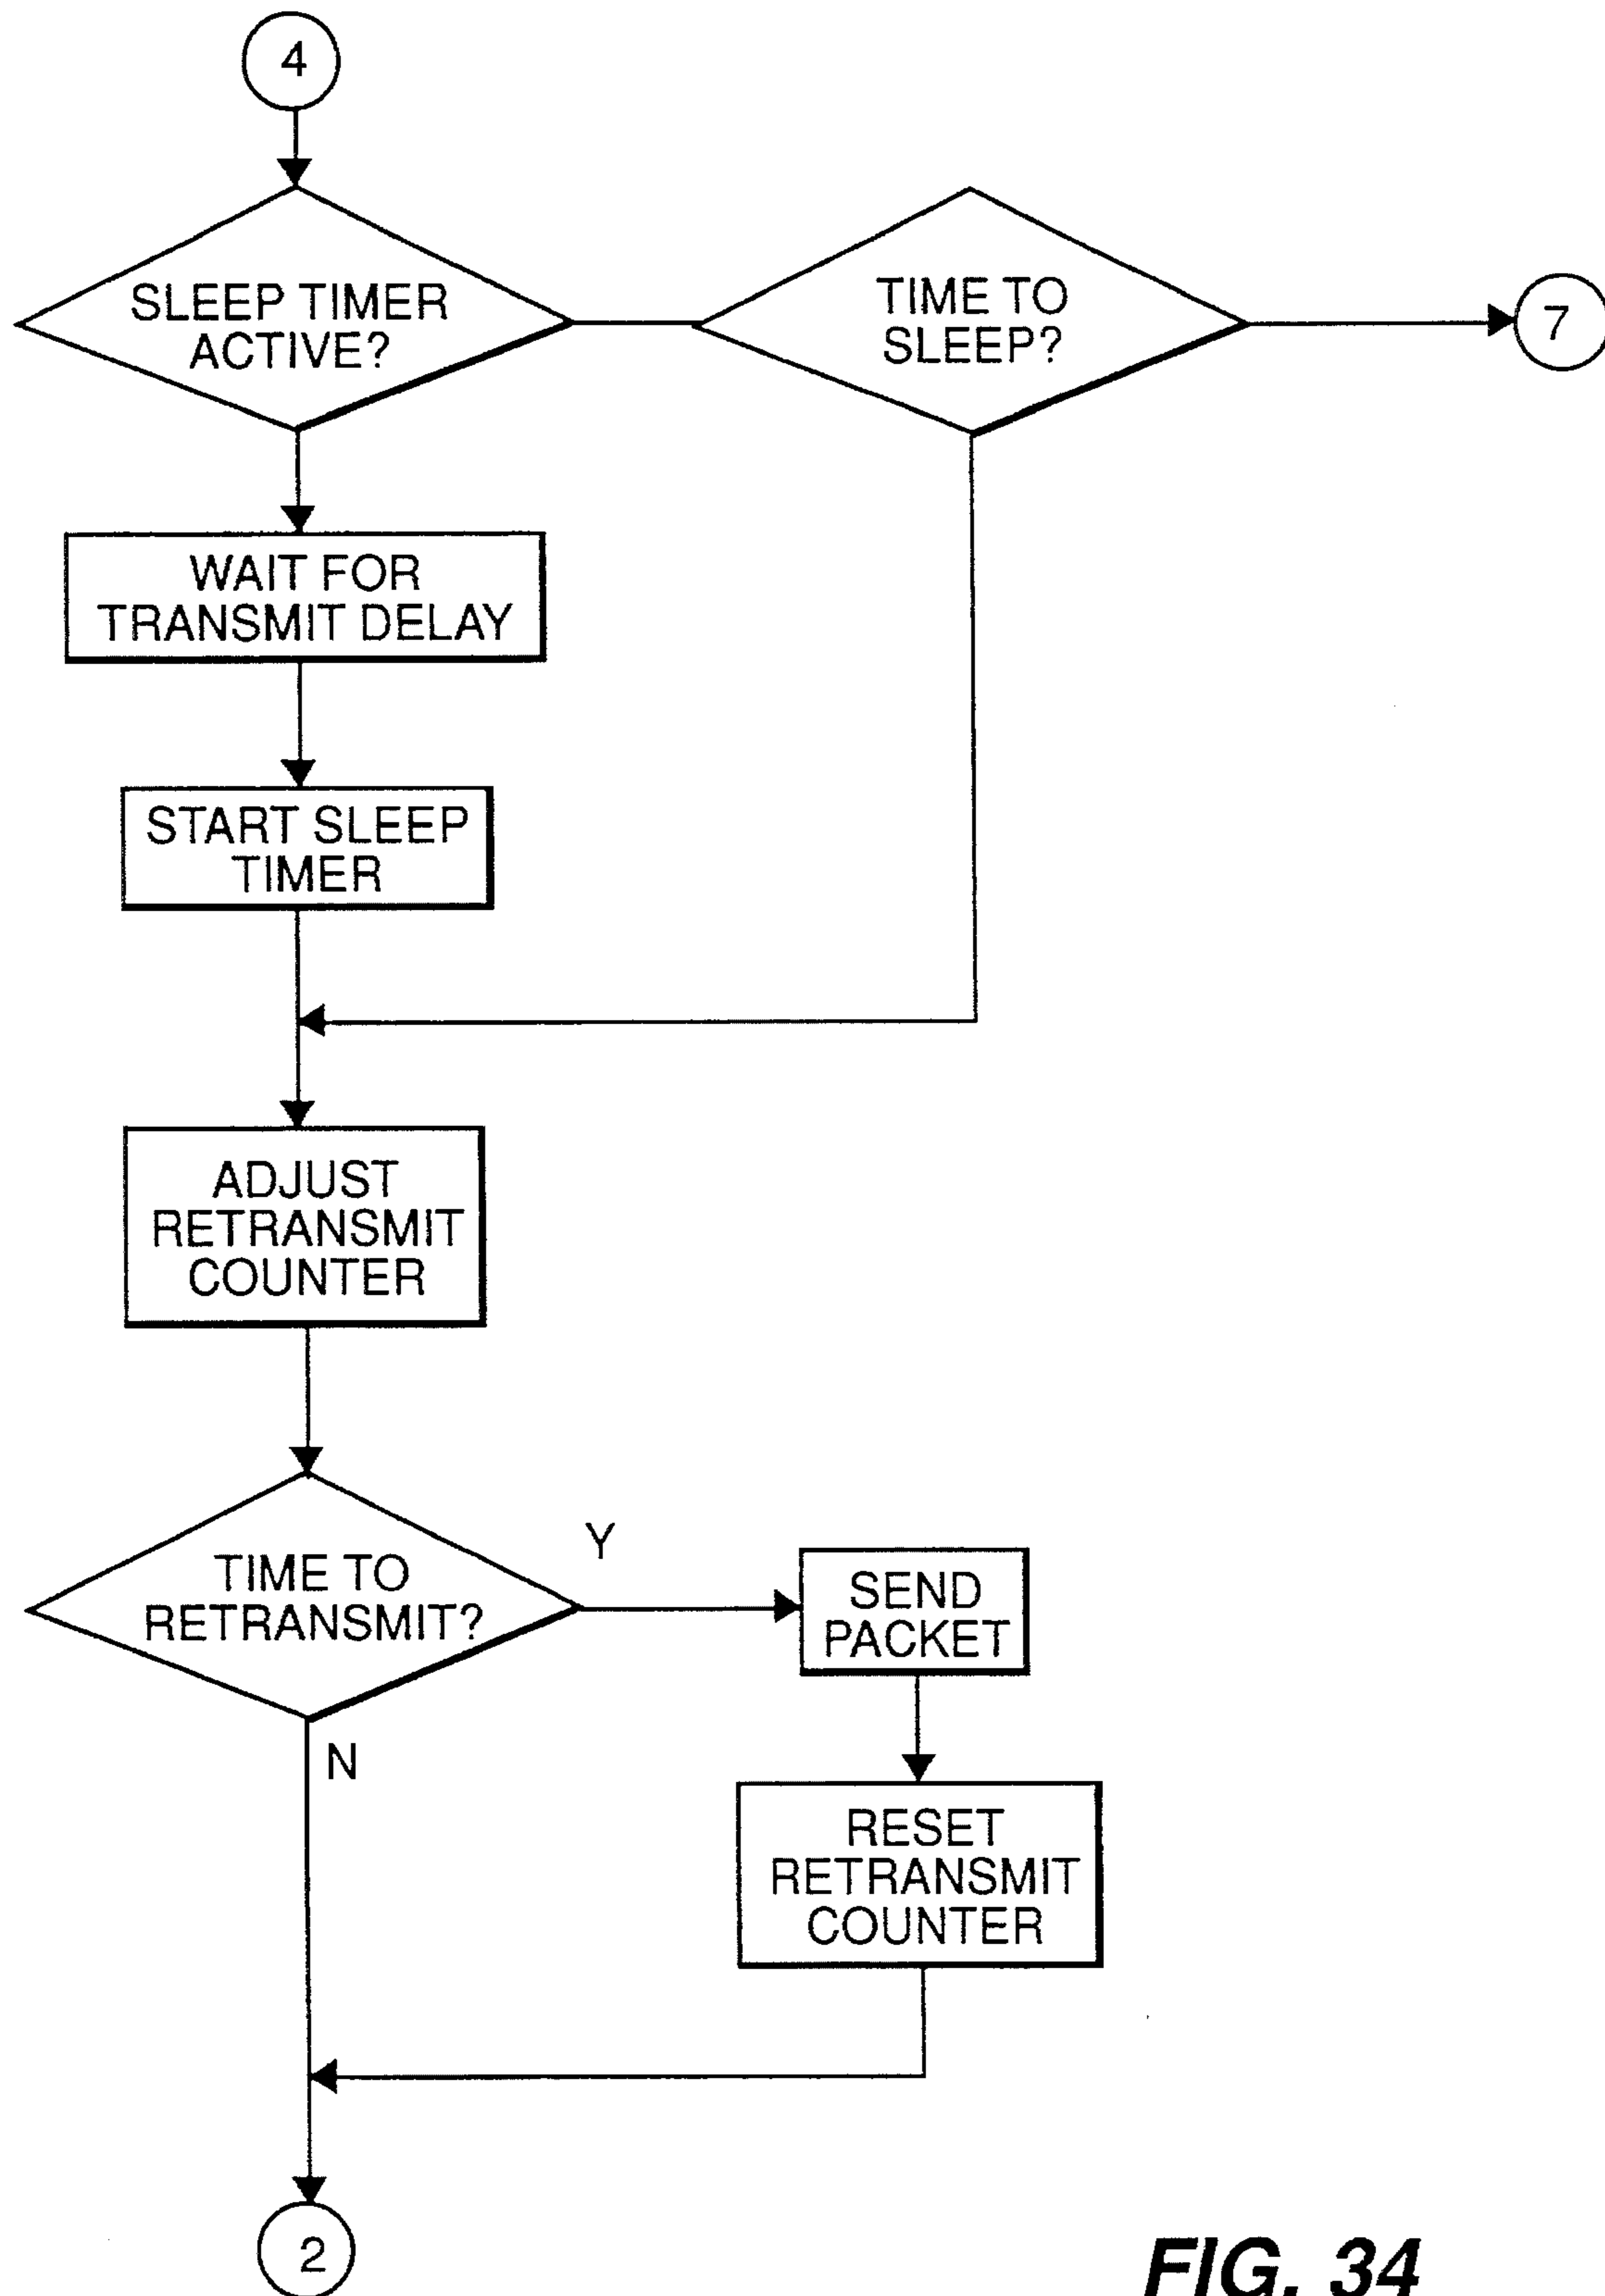 4
SLEEP TIMER
ACTIVE?
TIME TO
SLEEP?
7
WAIT FOR
TRANSMIT DELAY
START SLEEP
TIMER
ADJUST
RETRANSMIT
COUNTER
TIME TO
RETRANSMIT?
Y
N
SEND
PACKET
RESET
RETRANSMIT
COUNTER
2
FIG. 34